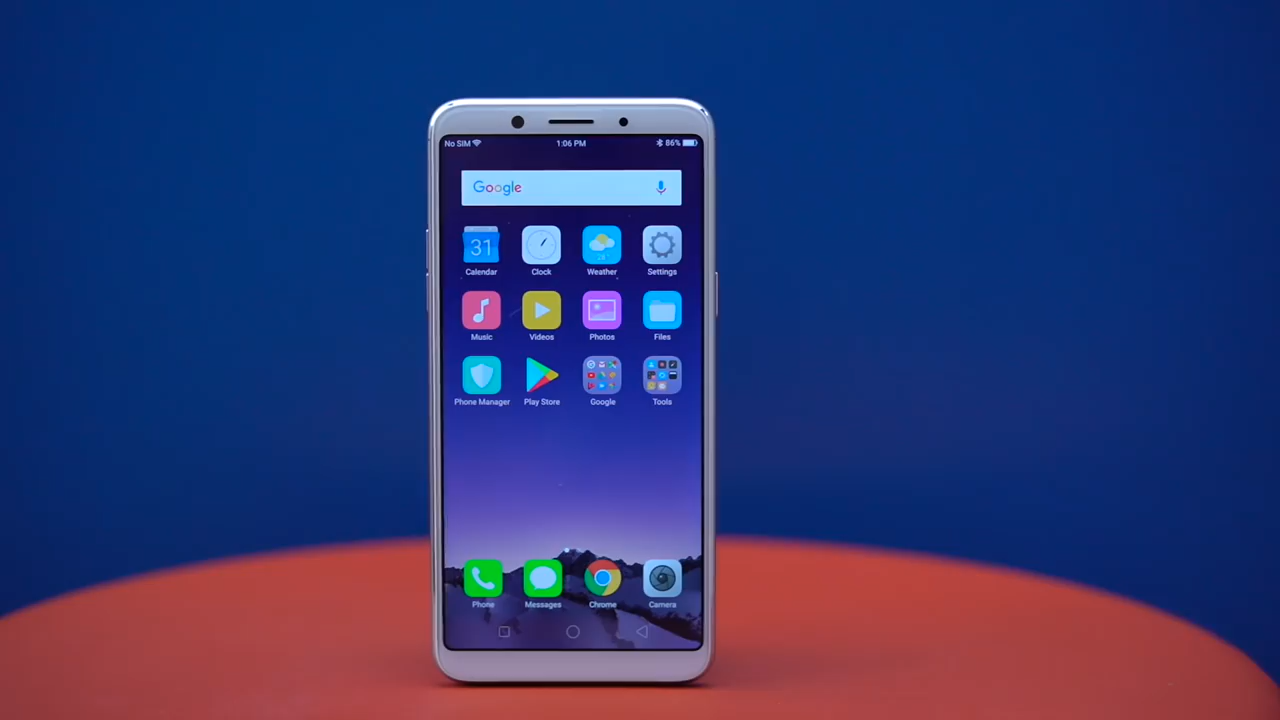 No SIM 1:06 PM 86%
Google
31
Calendar Clock Weather Settings
Music Videos Photos Files
Phone Manager Play Store Google Tools
Phone Messages Chrome Camera